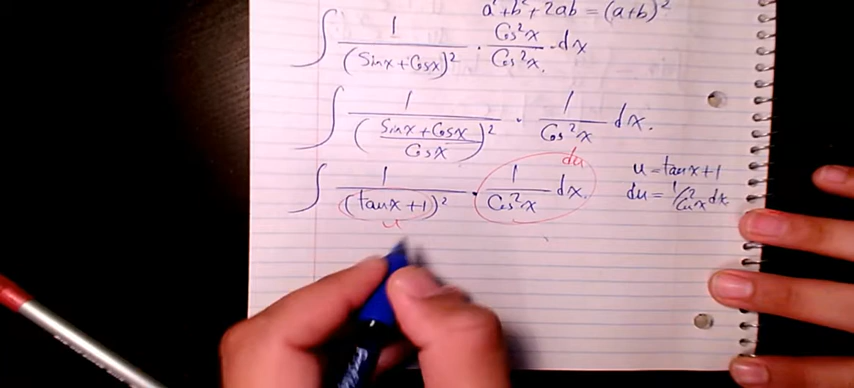 a²+b²+2ab = (a+b)²
∫ 1/(Sinx+Cosx)² · Cos²x/Cos²x · dx
∫ 1/((Sinx+Cosx)/Cosx)² · 1/Cos²x dx.
du
∫ 1/(tanx+1)² · 1/Cos²x dx. u = tanx+1
u du = 1/Cos²x dx